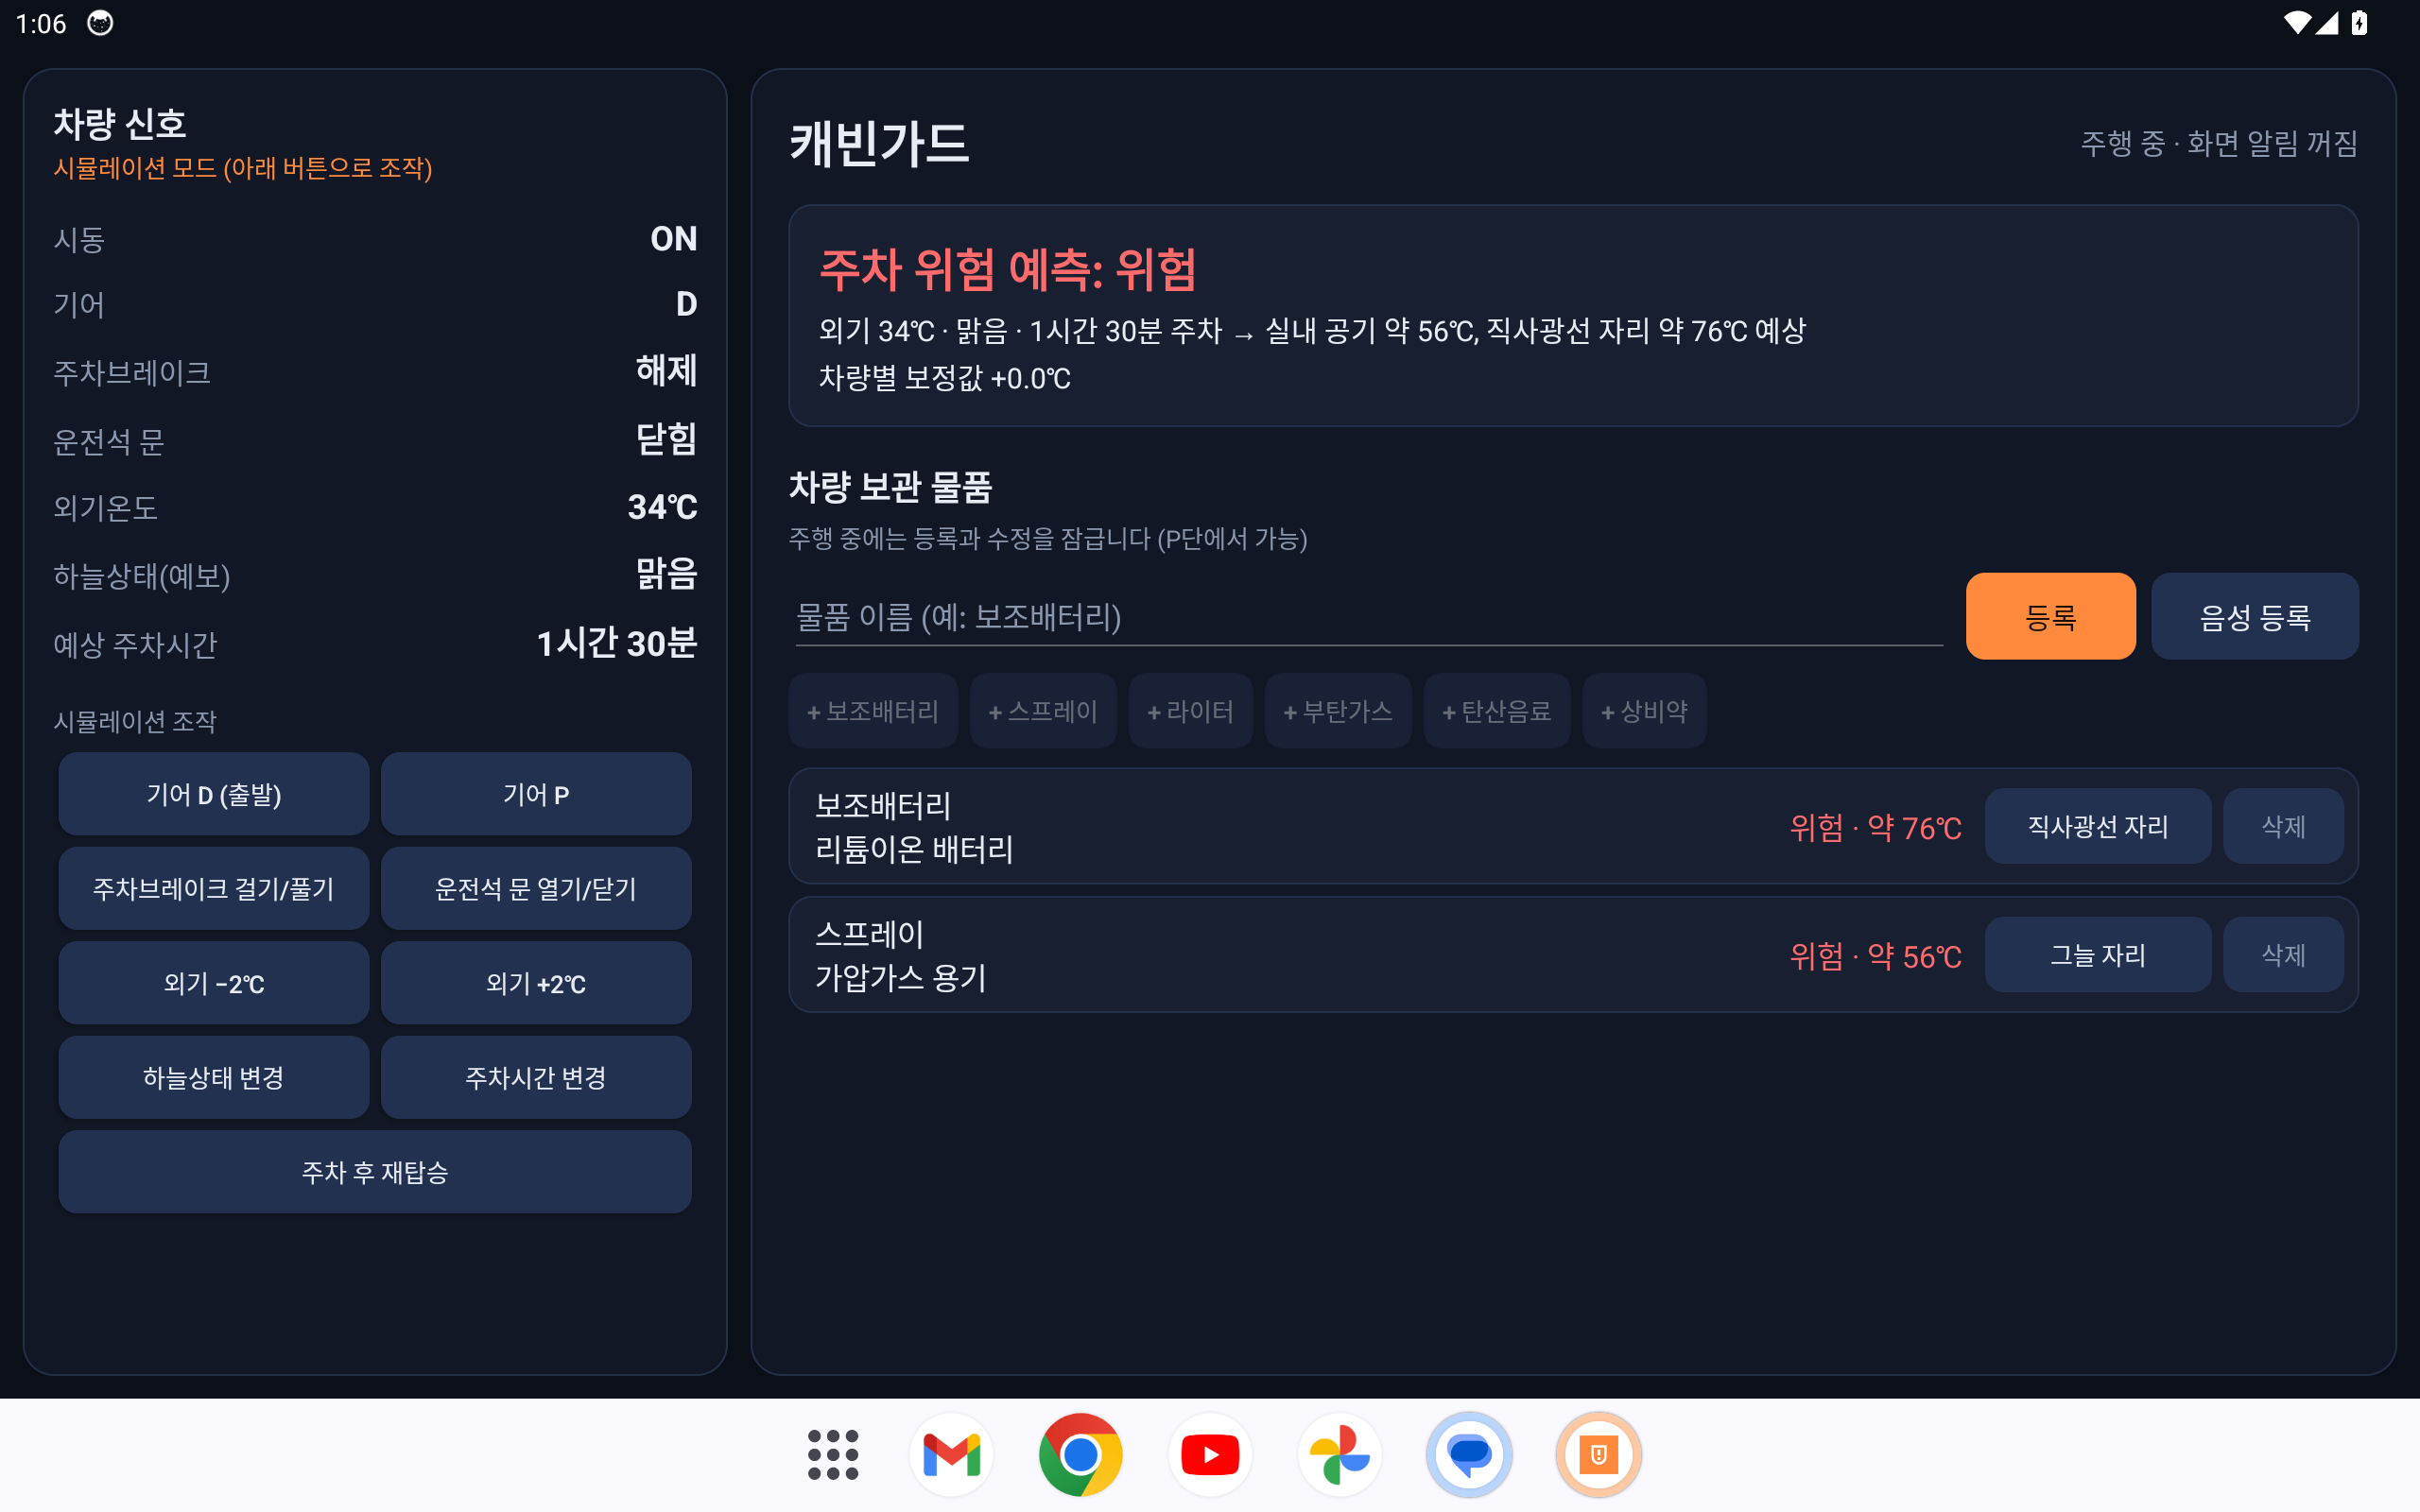 1:06
차량 신호
시뮬레이션 모드 (아래 버튼으로 조작)
시동 ON
기어 D
주차브레이크 해제
운전석 문 닫힘
외기온도 34℃
하늘상태(예보) 맑음
예상 주차시간 1시간 30분
시뮬레이션 조작
기어 D (출발) 기어 P
주차브레이크 걸기/풀기 운전석 문 열기/닫기
외기 −2℃ 외기 +2℃
하늘상태 변경 주차시간 변경
주차 후 재탑승
캐빈가드 주행 중 · 화면 알림 꺼짐
주차 위험 예측: 위험
외기 34℃ · 맑음 · 1시간 30분 주차 → 실내 공기 약 56℃, 직사광선 자리 약 76℃ 예상
차량별 보정값 +0.0℃
차량 보관 물품
주행 중에는 등록과 수정을 잠급니다 (P단에서 가능)
물품 이름 (예: 보조배터리) 등록 음성 등록
+ 보조배터리 + 스프레이 + 라이터 + 부탄가스 + 탄산음료 + 상비약
보조배터리
리튬이온 배터리
위험 · 약 76℃ 직사광선 자리 삭제
스프레이
가압가스 용기
위험 · 약 56℃ 그늘 자리 삭제